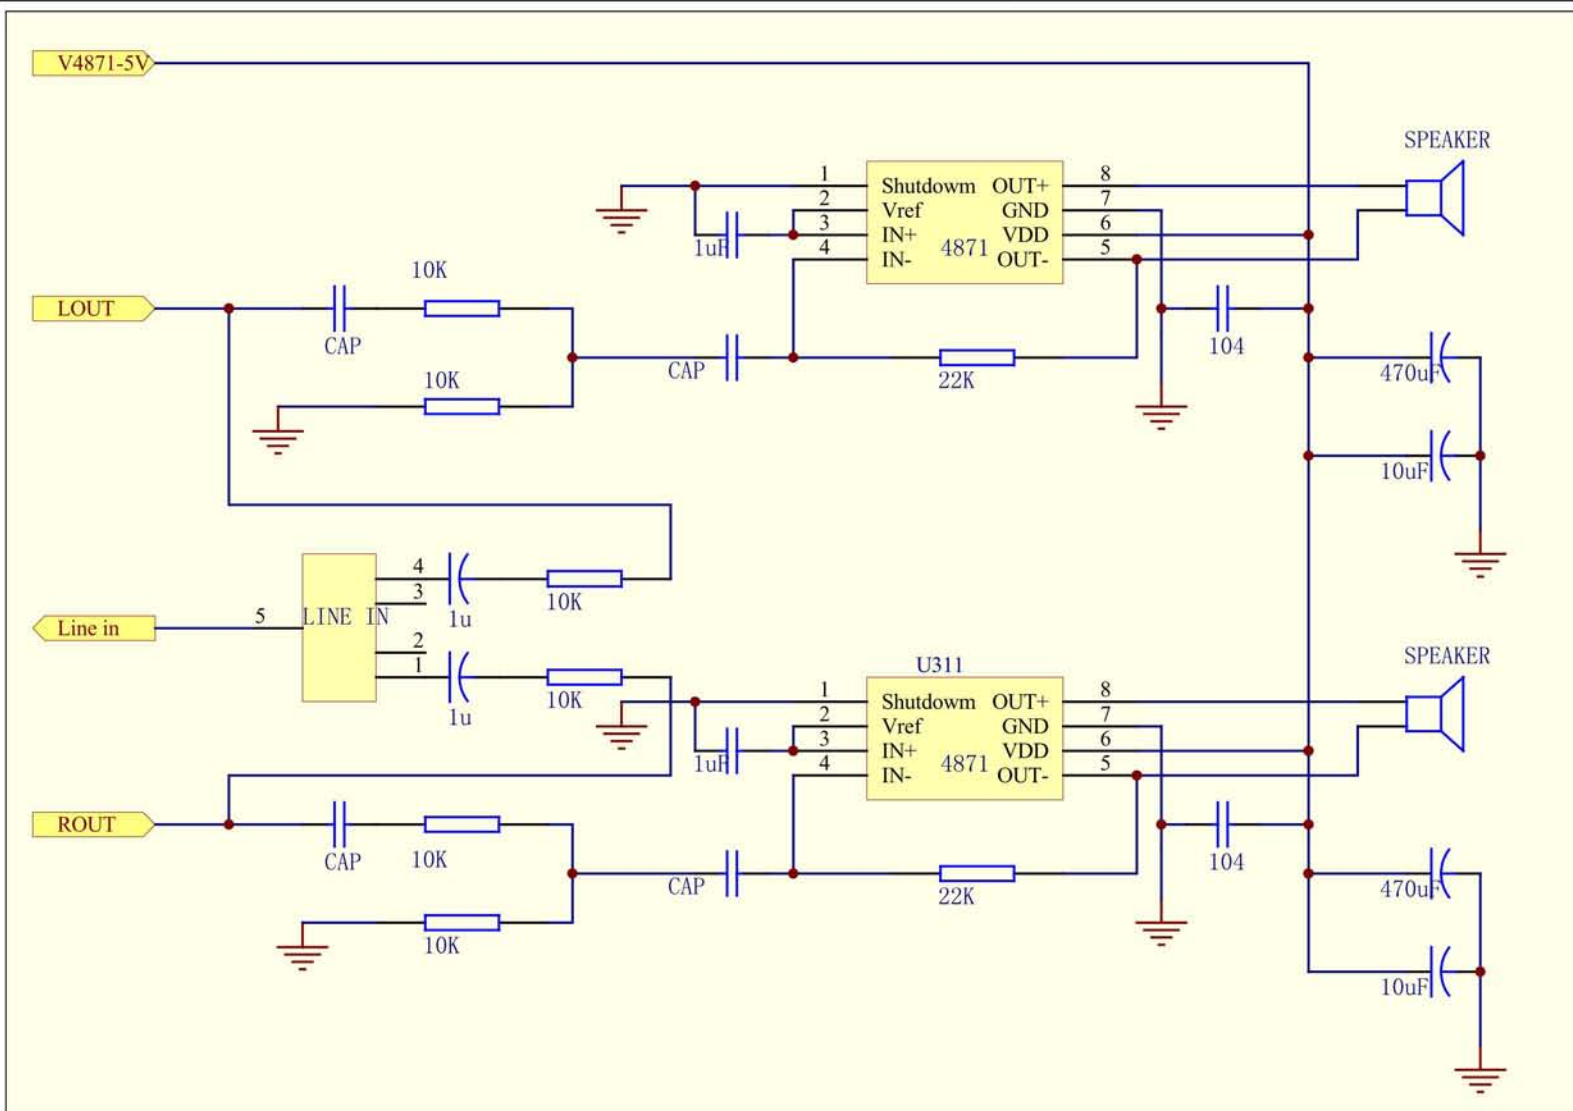 V4871-5V
SPEAKER
1 Shutdowm OUT+ 8
2 Vref GND 7
3 IN+ VDD 6
4 IN- 4871 OUT- 5
1uF
10K
LOUT
CAP
104
10K
CAP
22K
470uF
10uF
4
3
10K
1u
LINE IN
5
Line in
2
1
10K
1u
U311
SPEAKER
1 Shutdowm OUT+ 8
2 Vref GND 7
3 IN+ VDD 6
4 IN- 4871 OUT- 5
1uF
ROUT
CAP
10K
104
CAP
22K
470uF
10K
10uF